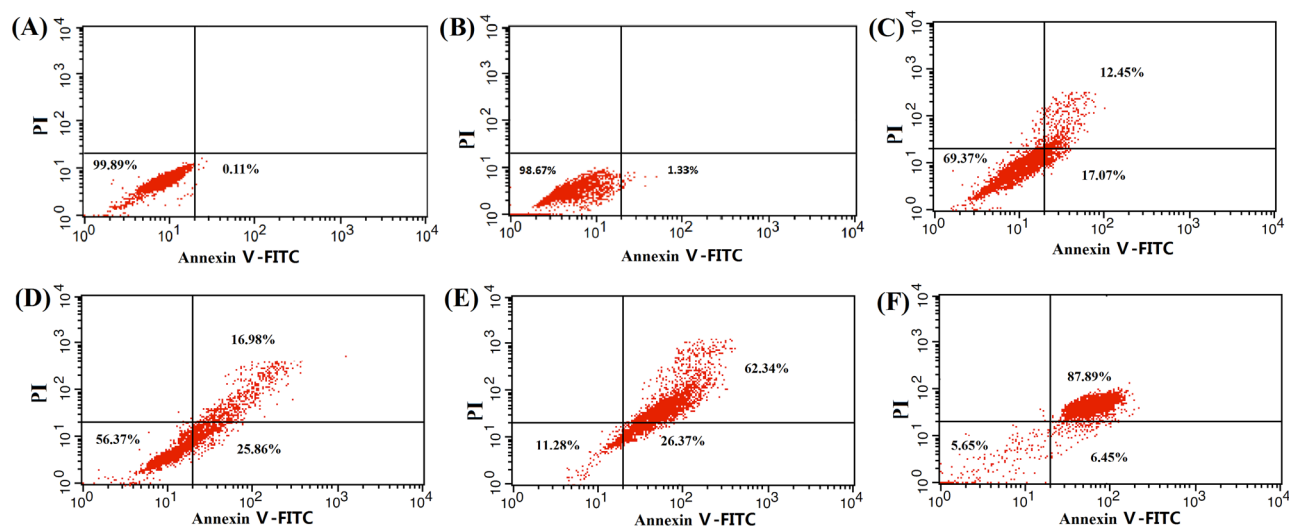 (A)
10^4
10^3
10^2
10^1
10^0
PI
99.89%
0.11%
10^0 10^1 10^2 10^3 10^4
Annexin V-FITC
(B)
10^4
10^3
10^2
10^1
10^0
PI
98.67%
1.33%
10^0 10^1 10^2 10^3 10^4
Annexin V-FITC
(C)
10^4
10^3
10^2
10^1
10^0
PI
12.45%
69.37%
17.07%
10^0 10^1 10^2 10^3 10^4
Annexin V-FITC
(D)
10^4
10^3
10^2
10^1
10^0
PI
16.98%
56.37%
25.86%
10^0 10^1 10^2 10^3 10^4
Annexin V-FITC
(E)
10^4
10^3
10^2
10^1
10^0
PI
62.34%
11.28%
26.37%
10^0 10^1 10^2 10^3 10^4
Annexin V-FITC
(F)
10^4
10^3
10^2
10^1
10^0
PI
87.89%
5.65%
6.45%
10^0 10^1 10^2 10^3 10^4
Annexin V-FITC